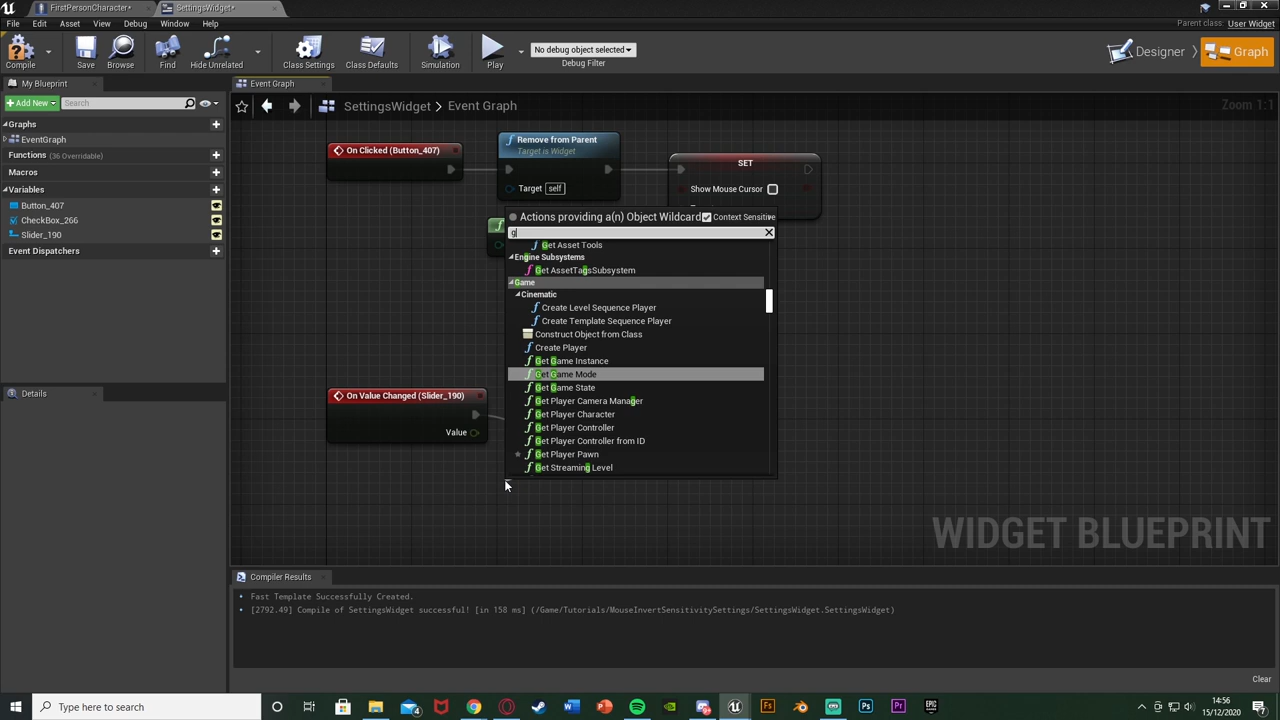 FirstPersonCharacter*
SettingsWidget*
File Edit Asset View Debug Window Help
Parent class: User Widget
Compile Save Browse Find Hide Unrelated Class Settings Class Defaults Simulation Play
No debug object selected
Debug Filter
Designer Graph
My Blueprint
Add New Search
Graphs
EventGraph
Functions (36 Overridable)
Macros
Variables
Button_407
CheckBox_266
Slider_190
Event Dispatchers
Details
Event Graph
SettingsWidget > Event Graph
Zoom 1:1
On Clicked (Button_407)
Remove from Parent
Target is Widget
Target self
SET
Show Mouse Cursor
Actions providing a(n) Object Wildcard Context Sensitive
g
Get Asset Tools
Engine Subsystems
Get AssetTagsSubsystem
Game
Cinematic
Create Level Sequence Player
Create Template Sequence Player
Construct Object from Class
Create Player
Get Game Instance
Get Game Mode
Get Game State
Get Player Camera Manager
Get Player Character
Get Player Controller
Get Player Controller from ID
Get Player Pawn
Get Streaming Level
On Value Changed (Slider_190)
Value
WIDGET BLUEPRINT
Compiler Results
Fast Template Successfully Created.
[2792.49] Compile of SettingsWidget successful! [in 158 ms] (/Game/Tutorials/MouseInvertSensitivitySettings/SettingsWidget.SettingsWidget)
Clear
Type here to search
14:56
15/12/2020